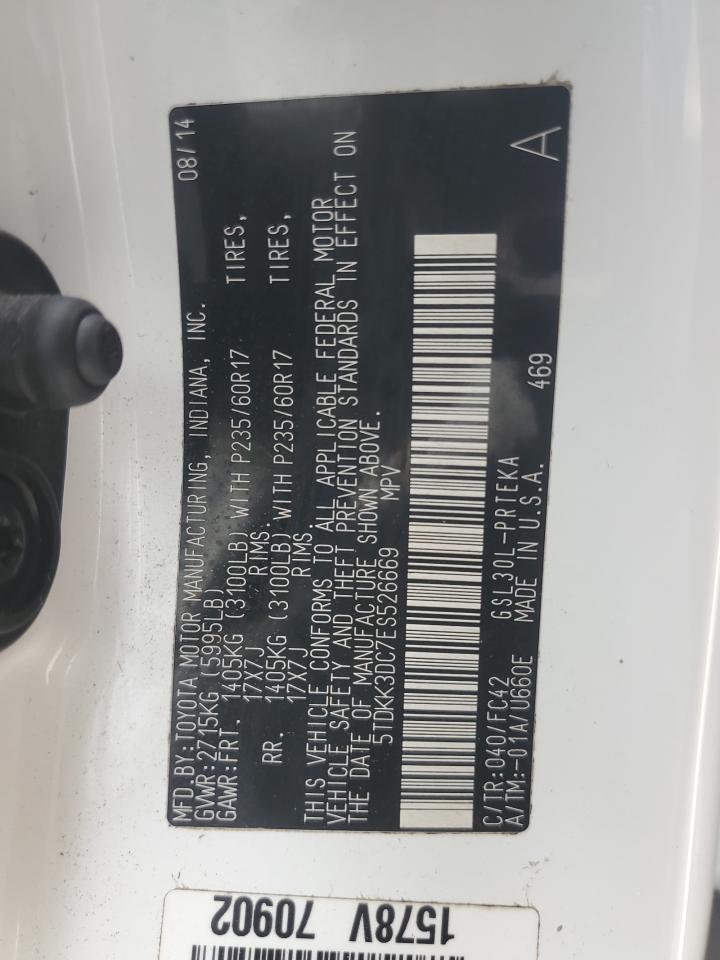 MFD.BY:TOYOTA MOTOR MANUFACTURING, INDIANA, INC. 08/14
GVWR:2715KG (5995LB)
GAWR:FRT. 1405KG (3100LB) WITH P235/60R17 TIRES,
17X7J RIMS
RR. 1405KG (3100LB) WITH P235/60R17 TIRES,
17X7J RIMS
THIS VEHICLE CONFORMS TO ALL APPLICABLE FEDERAL MOTOR
VEHICLE SAFETY AND THEFT PREVENTION STANDARDS IN EFFECT ON
THE DATE OF MANUFACTURE SHOWN ABOVE.
5TDKK3DC7ES526669 MPV
C/TR:040/FC42 GSL30L-PRTEKA
A/TM:-01A/U660E MADE IN U.S.A. 469 A
1578V 70902